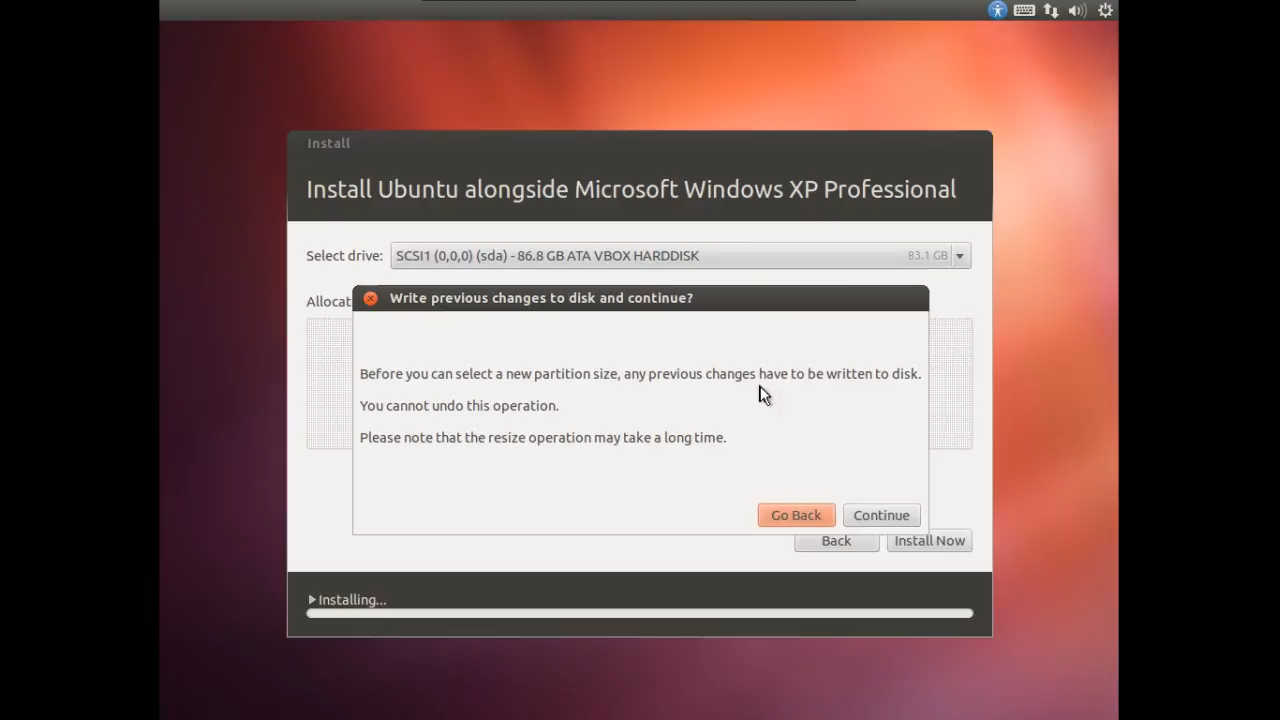 Install
Install Ubuntu alongside Microsoft Windows XP Professional
Select drive: SCSI1 (0,0,0) (sda) - 86.8 GB ATA VBOX HARDDISK 83.1 GB
Allocat
Write previous changes to disk and continue?
Before you can select a new partition size, any previous changes have to be written to disk.
You cannot undo this operation.
Please note that the resize operation may take a long time.
Go Back Continue
Back Install Now
Installing...